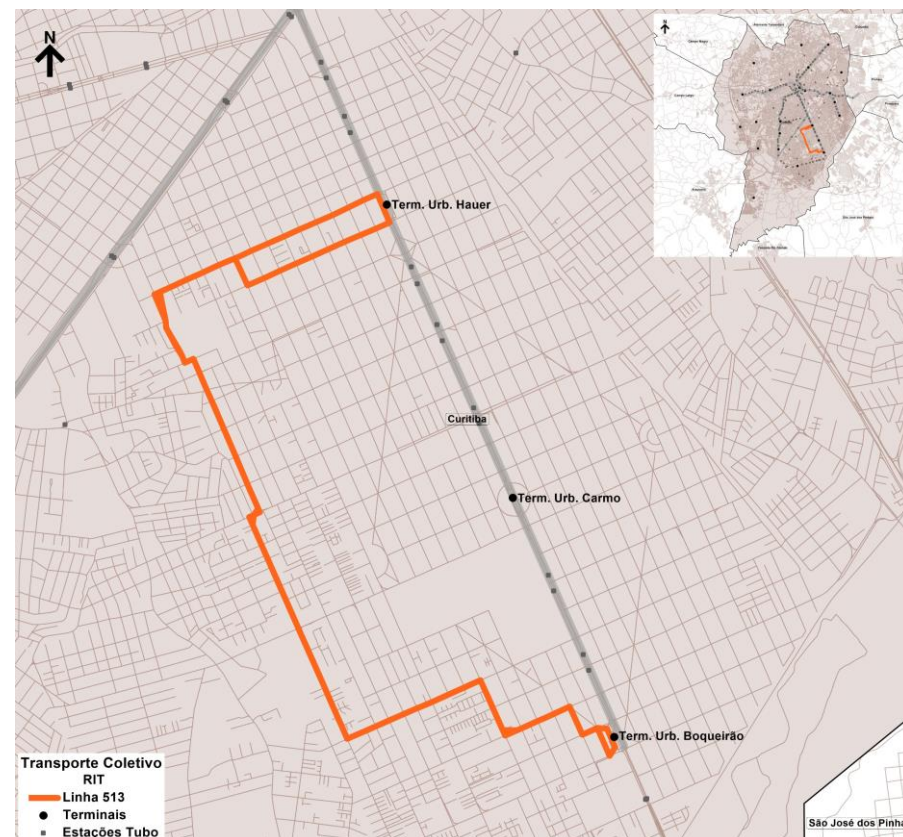 N
Term. Urb. Hauer
Curitiba
Term. Urb. Carmo
Term. Urb. Boqueirão
Transporte Coletivo
RIT
Linha 513
Terminais
Estações Tubo
São José dos Pinha
N